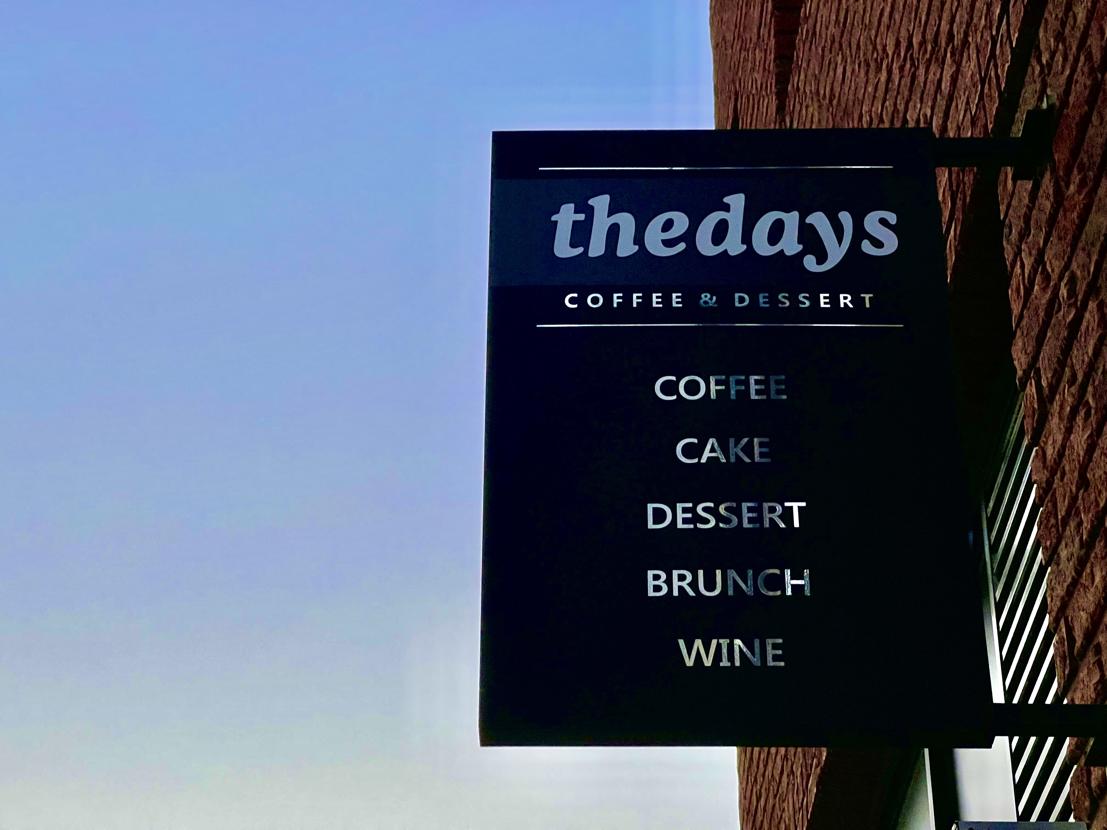 thedays
COFFEE & DESSERT
COFFEE
CAKE
DESSERT
BRUNCH
WINE